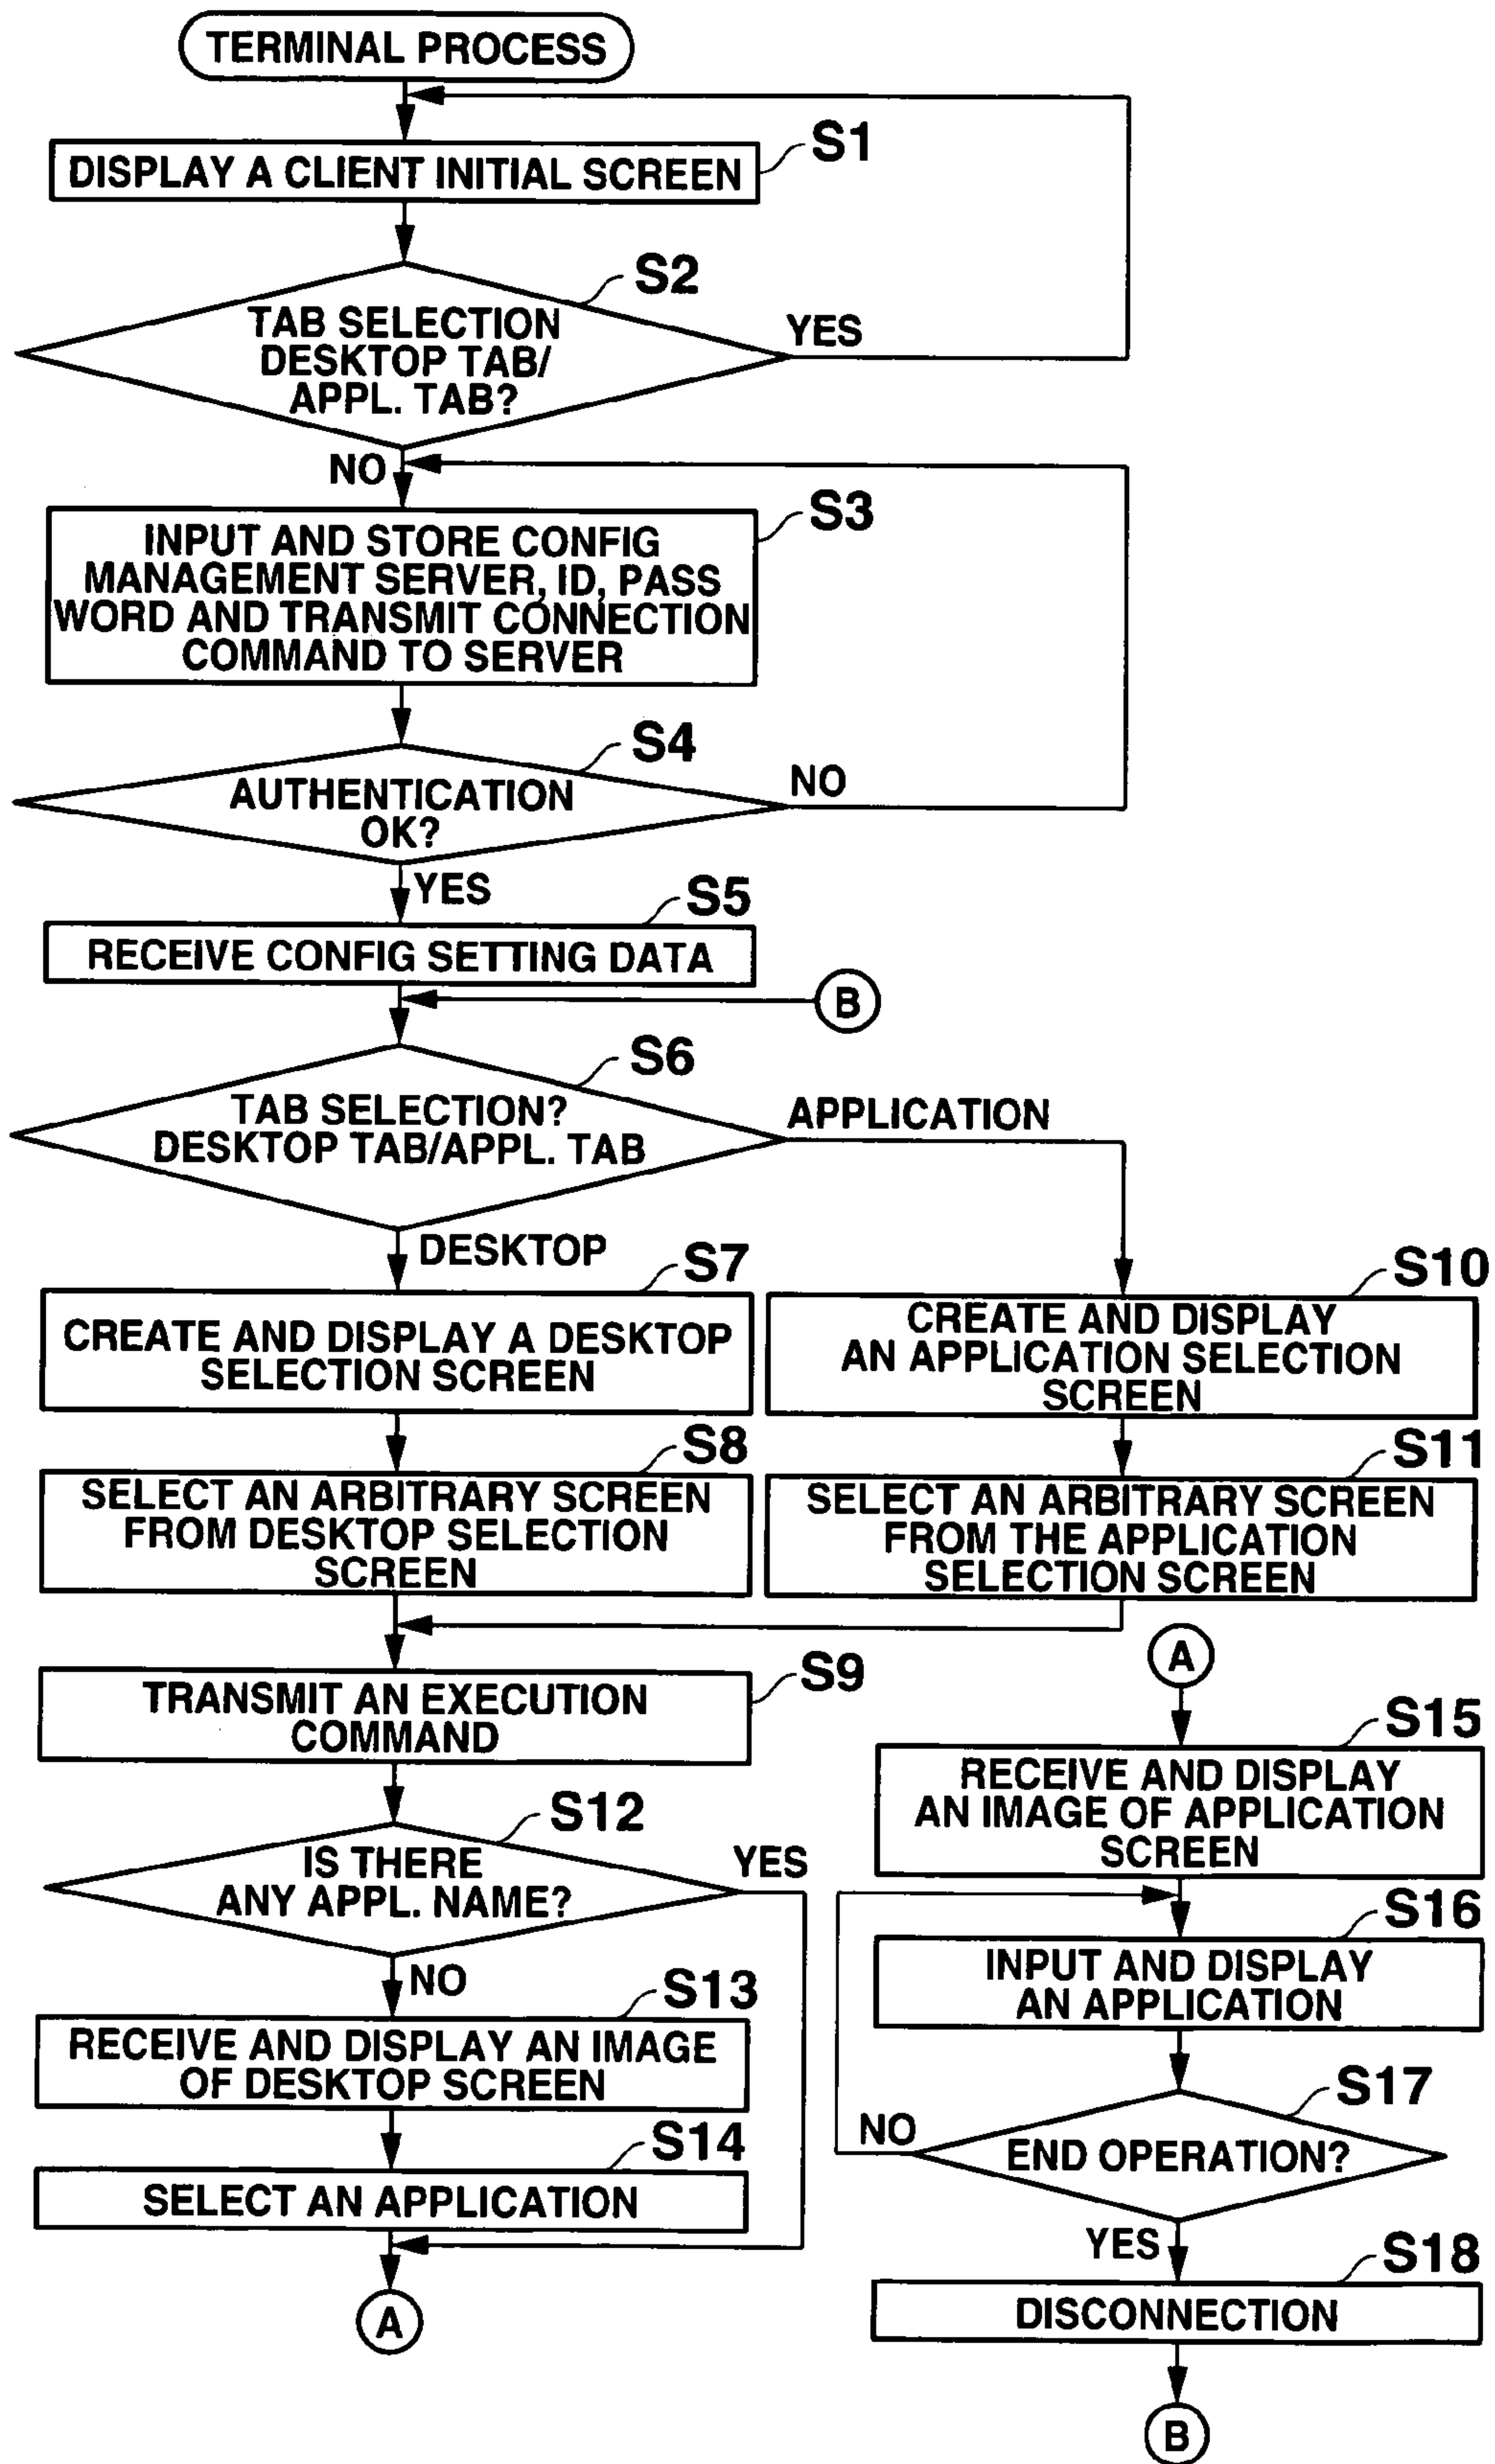 TERMINAL PROCESS
S1
DISPLAY A CLIENT INITIAL SCREEN
S2
TAB SELECTION
DESKTOP TAB/
APPL. TAB?
YES
NO
S3
INPUT AND STORE CONFIG
MANAGEMENT SERVER, ID, PASS
WORD AND TRANSMIT CONNECTION
COMMAND TO SERVER
S4
AUTHENTICATION
OK?
NO
YES
S5
RECEIVE CONFIG SETTING DATA
B
S6
TAB SELECTION?
DESKTOP TAB/APPL. TAB
APPLICATION
DESKTOP
S7
CREATE AND DISPLAY A DESKTOP
SELECTION SCREEN
S10
CREATE AND DISPLAY
AN APPLICATION SELECTION
SCREEN
S8
SELECT AN ARBITRARY SCREEN
FROM DESKTOP SELECTION
SCREEN
S11
SELECT AN ARBITRARY SCREEN
FROM THE APPLICATION
SELECTION SCREEN
S9
TRANSMIT AN EXECUTION
COMMAND
S12
IS THERE
ANY APPL. NAME?
YES
NO
S13
RECEIVE AND DISPLAY AN IMAGE
OF DESKTOP SCREEN
S14
SELECT AN APPLICATION
A
A
S15
RECEIVE AND DISPLAY
AN IMAGE OF APPLICATION
SCREEN
S16
INPUT AND DISPLAY
AN APPLICATION
S17
END OPERATION?
NO
YES
S18
DISCONNECTION
B